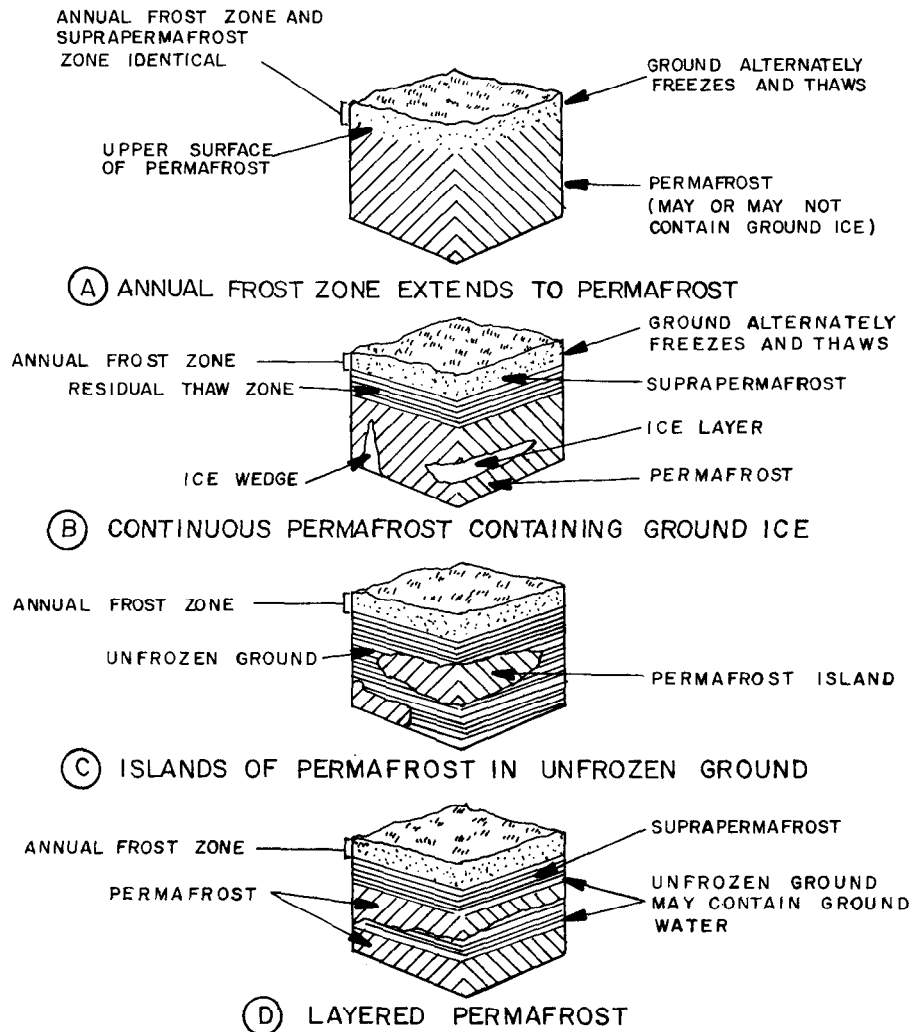 ANNUAL FROST ZONE AND
SUPRAPERMAFROST
ZONE IDENTICAL
GROUND ALTERNATELY
FREEZES AND THAWS
UPPER SURFACE
OF PERMAFROST
PERMAFROST
(MAY OR MAY NOT
CONTAIN GROUND ICE)
A ANNUAL FROST ZONE EXTENDS TO PERMAFROST
GROUND ALTERNATELY
FREEZES AND THAWS
ANNUAL FROST ZONE
RESIDUAL THAW ZONE
SUPRAPERMAFROST
ICE LAYER
ICE WEDGE
PERMAFROST
B CONTINUOUS PERMAFROST CONTAINING GROUND ICE
ANNUAL FROST ZONE
UNFROZEN GROUND
PERMAFROST ISLAND
C ISLANDS OF PERMAFROST IN UNFROZEN GROUND
SUPRAPERMAFROST
ANNUAL FROST ZONE
PERMAFROST
UNFROZEN GROUND
MAY CONTAIN GROUND
WATER
D LAYERED PERMAFROST